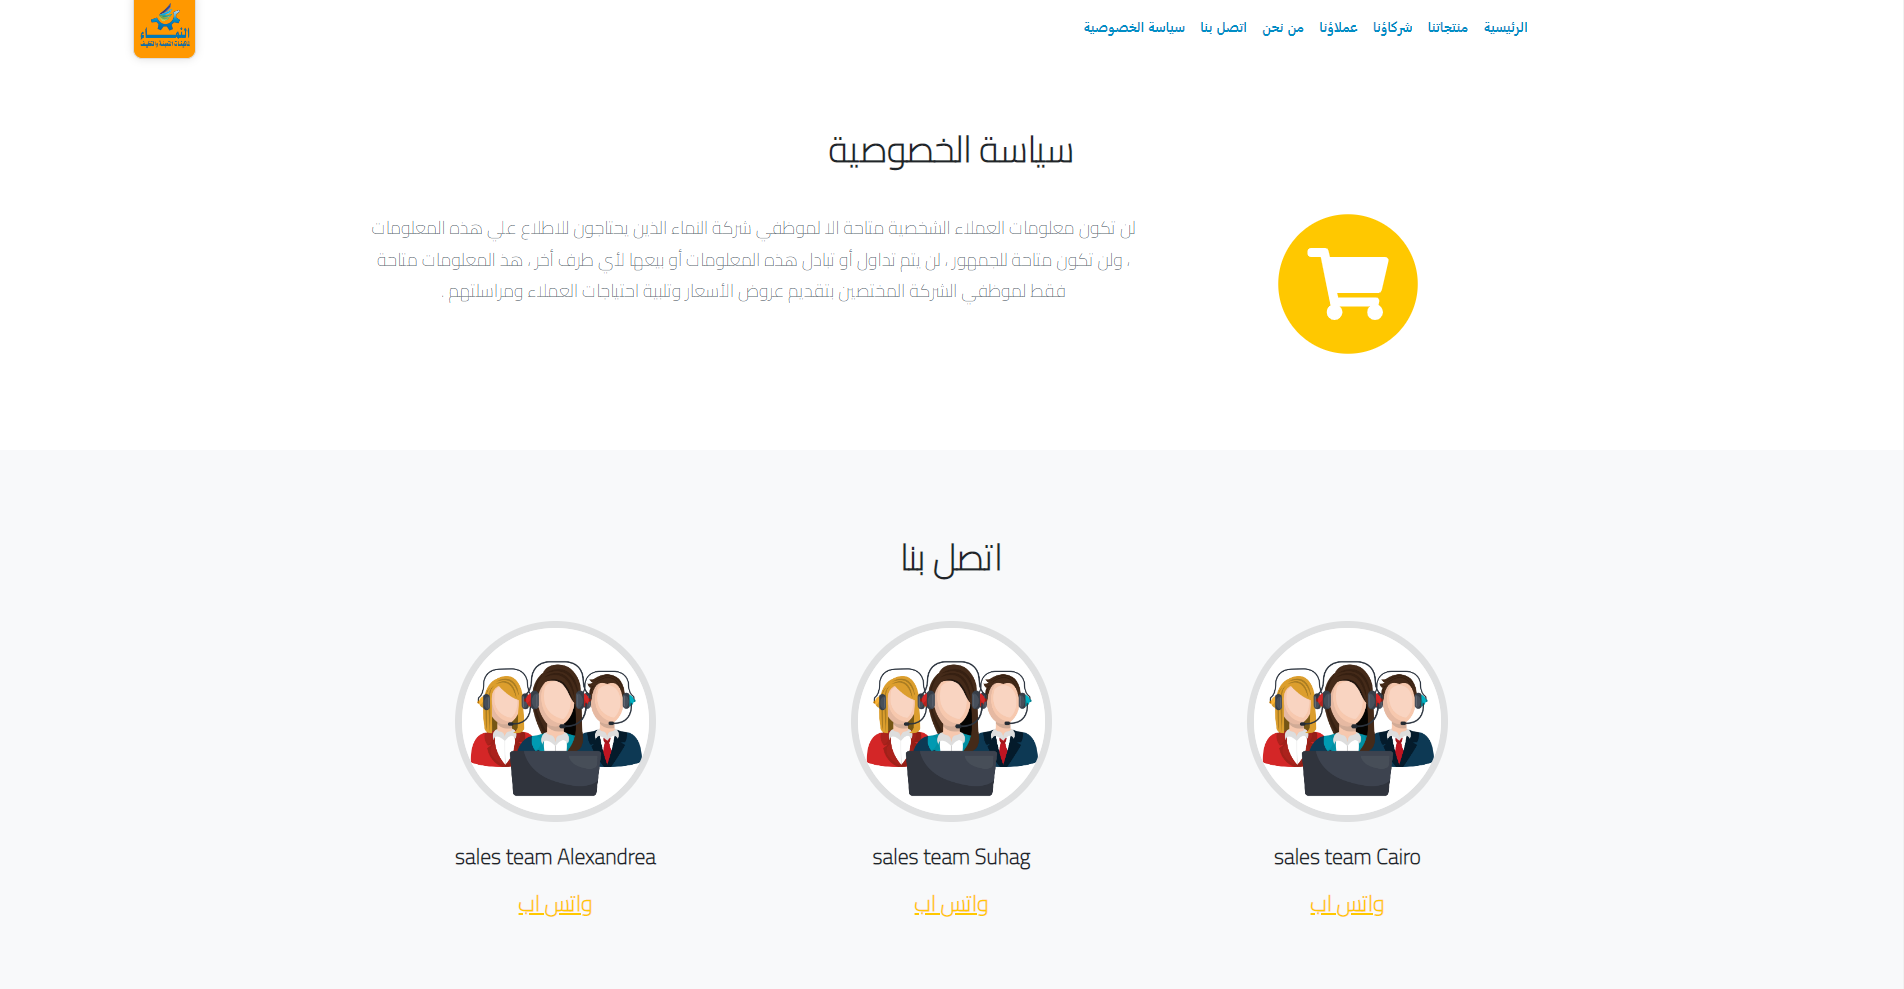 الرئيسية منتجاتنا شركاؤنا عملاؤنا من نحن اتصل بنا سياسة الخصوصية
النمــاء
سياسة الخصوصية
لن تكون معلومات العملاء الشخصية متاحة الا لموظفي شركة النماء الذين يحتاجون للاطلاع علي هذه المعلومات
، ولن تكون متاحة للجمهور ، لن يتم تداول أو تبادل هذه المعلومات أو بيعها لأي طرف أخر ، هذ المعلومات متاحة
فقط لموظفي الشركة المختصين بتقديم عروض الأسعار وتلبية احتياجات العملاء ومراسلتهم .
اتصل بنا
sales team Cairo
واتس اب
sales team Suhag
واتس اب
sales team Alexandrea
واتس اب